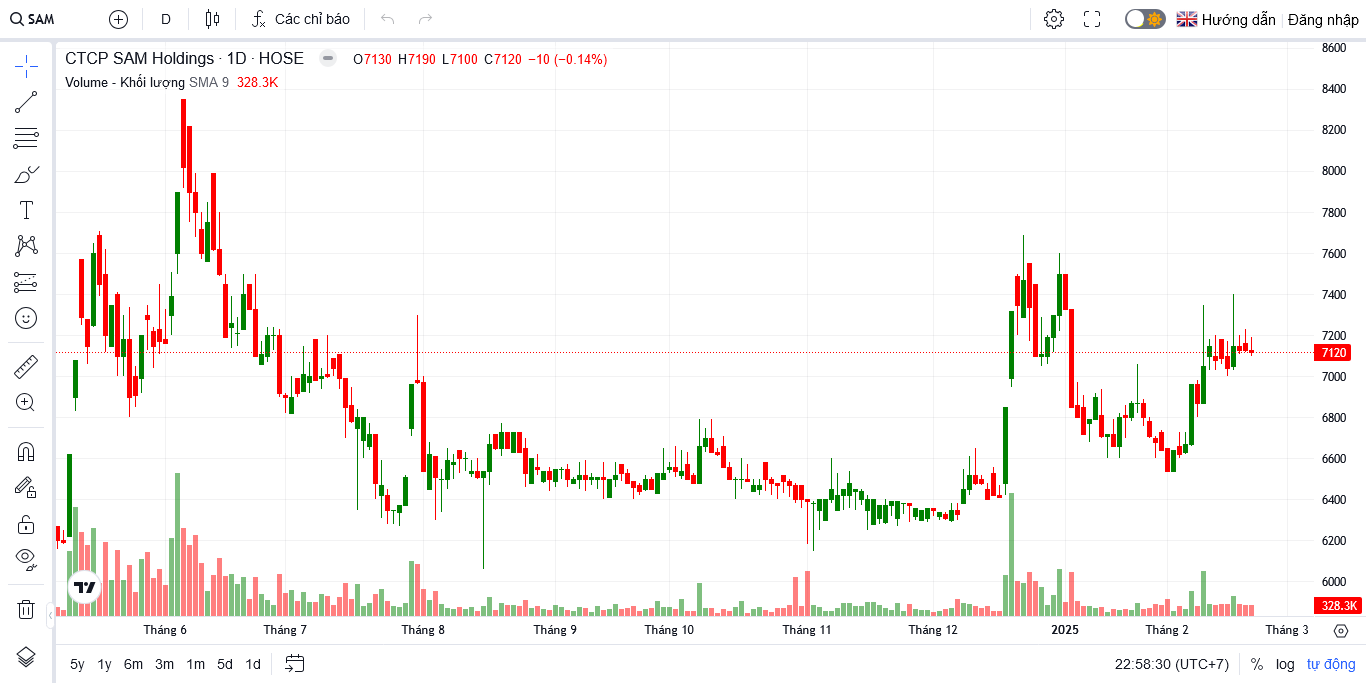 SAM D Các chỉ báo Hướng dẫn Đăng nhập
CTCP SAM Holdings · 1D · HOSE O7130 H7190 L7100 C7120 −10 (−0.14%)
Volume - Khối lượng SMA 9 328.3K
8600
8400
8200
8000
7800
7600
7400
7200
7120
7000
6800
6600
6400
6200
6000
328.3K
Tháng 6 Tháng 7 Tháng 8 Tháng 9 Tháng 10 Tháng 11 Tháng 12 2025 Tháng 2 Tháng 3
5y 1y 6m 3m 1m 5d 1d 22:58:30 (UTC+7) % log tự động